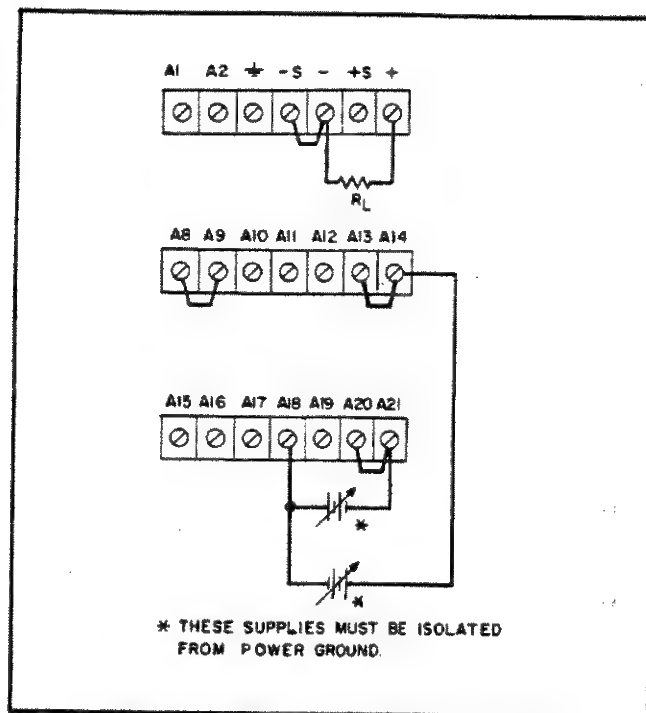 A1 A2 ⏚ -S - +S +
RL
A8 A9 A10 A11 A12 A13 A14
A15 A16 A17 A18 A19 A20 A21
*
*
* THESE SUPPLIES MUST BE ISOLATED
FROM POWER GROUND.